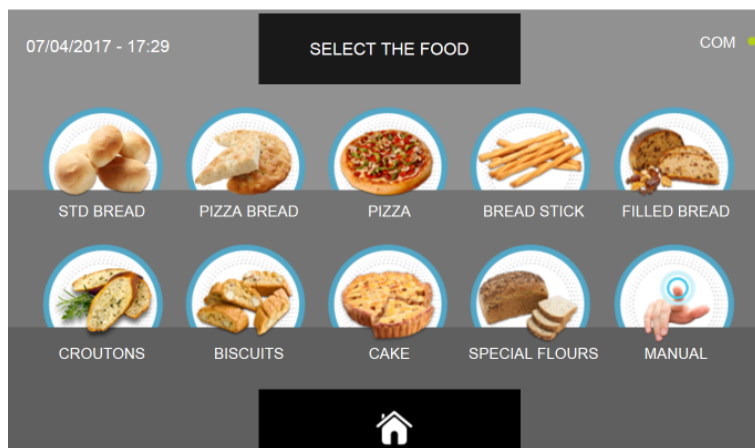 07/04/2017 - 17:29
SELECT THE FOOD
COM
STD BREAD
PIZZA BREAD
PIZZA
BREAD STICK
FILLED BREAD
CROUTONS
BISCUITS
CAKE
SPECIAL FLOURS
MANUAL